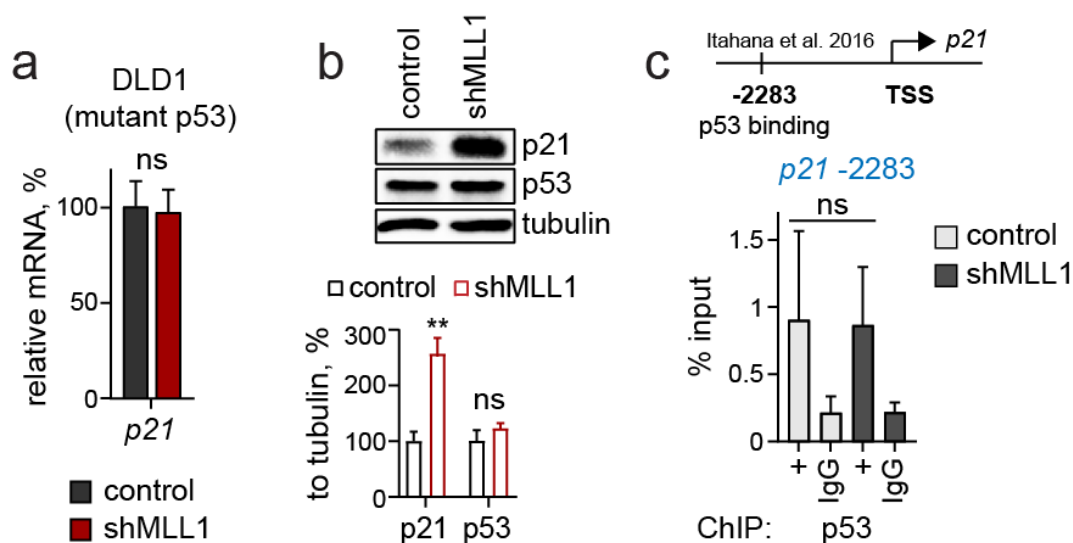 a
DLD1
(mutant p53)
ns
relative mRNA, %
100
50
0
p21
control
shMLL1
b
control
shMLL1
p21
p53
tubulin
control
shMLL1
to tubulin, %
300
200
100
0
**
ns
p21
p53
c
Itahana et al. 2016
p21
-2283
TSS
p53 binding
p21 -2283
ns
control
shMLL1
% input
1.5
1
0.5
0
+
IgG
+
IgG
ChIP:
p53